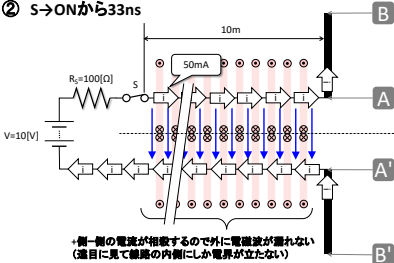 ② S→ONから33ns
10m
B
50mA
RS=100[Ω]
S
i i i i i i
A
V=10[V]
i i i i i i i i
A'
+側-側の電流が相殺するので外に電磁波が漏れない
(遠目に見て線路の内側にしか電界が立たない)
B'